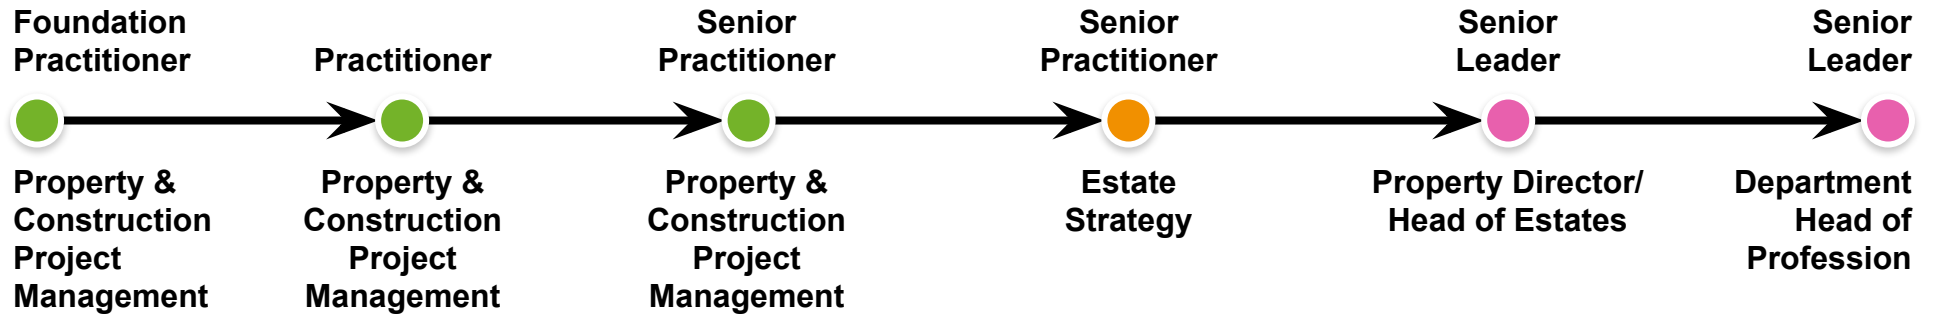 Foundation
Practitioner
Practitioner
Senior
Practitioner
Senior
Practitioner
Senior
Leader
Senior
Leader
Property &
Construction
Project
Management
Property &
Construction
Project
Management
Property &
Construction
Project
Management
Estate
Strategy
Property Director/
Head of Estates
Department
Head of
Profession